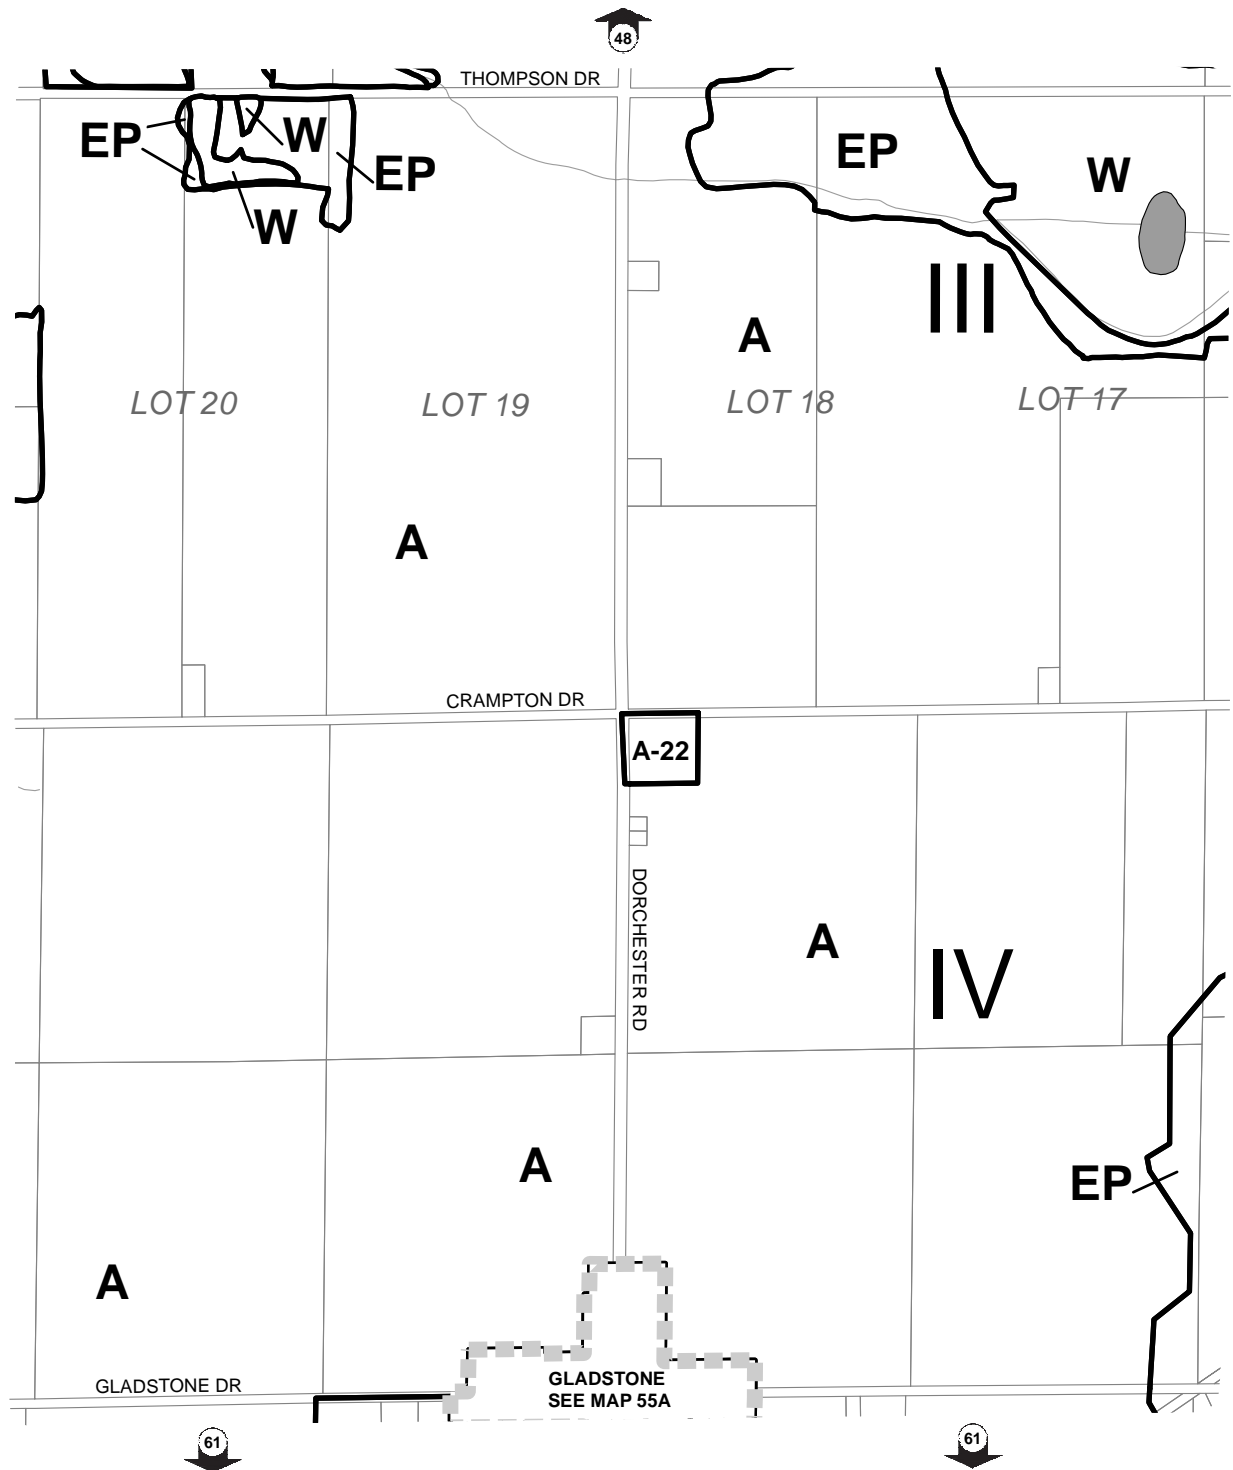 48
THOMPSON DR
EP
W
EP
W
EP
W
III
A
LOT 20
LOT 19
LOT 18
LOT 17
A
CRAMPTON DR
A-22
DORCHESTER RD
A
IV
A
EP
A
GLADSTONE
SEE MAP 55A
GLADSTONE DR
61
61